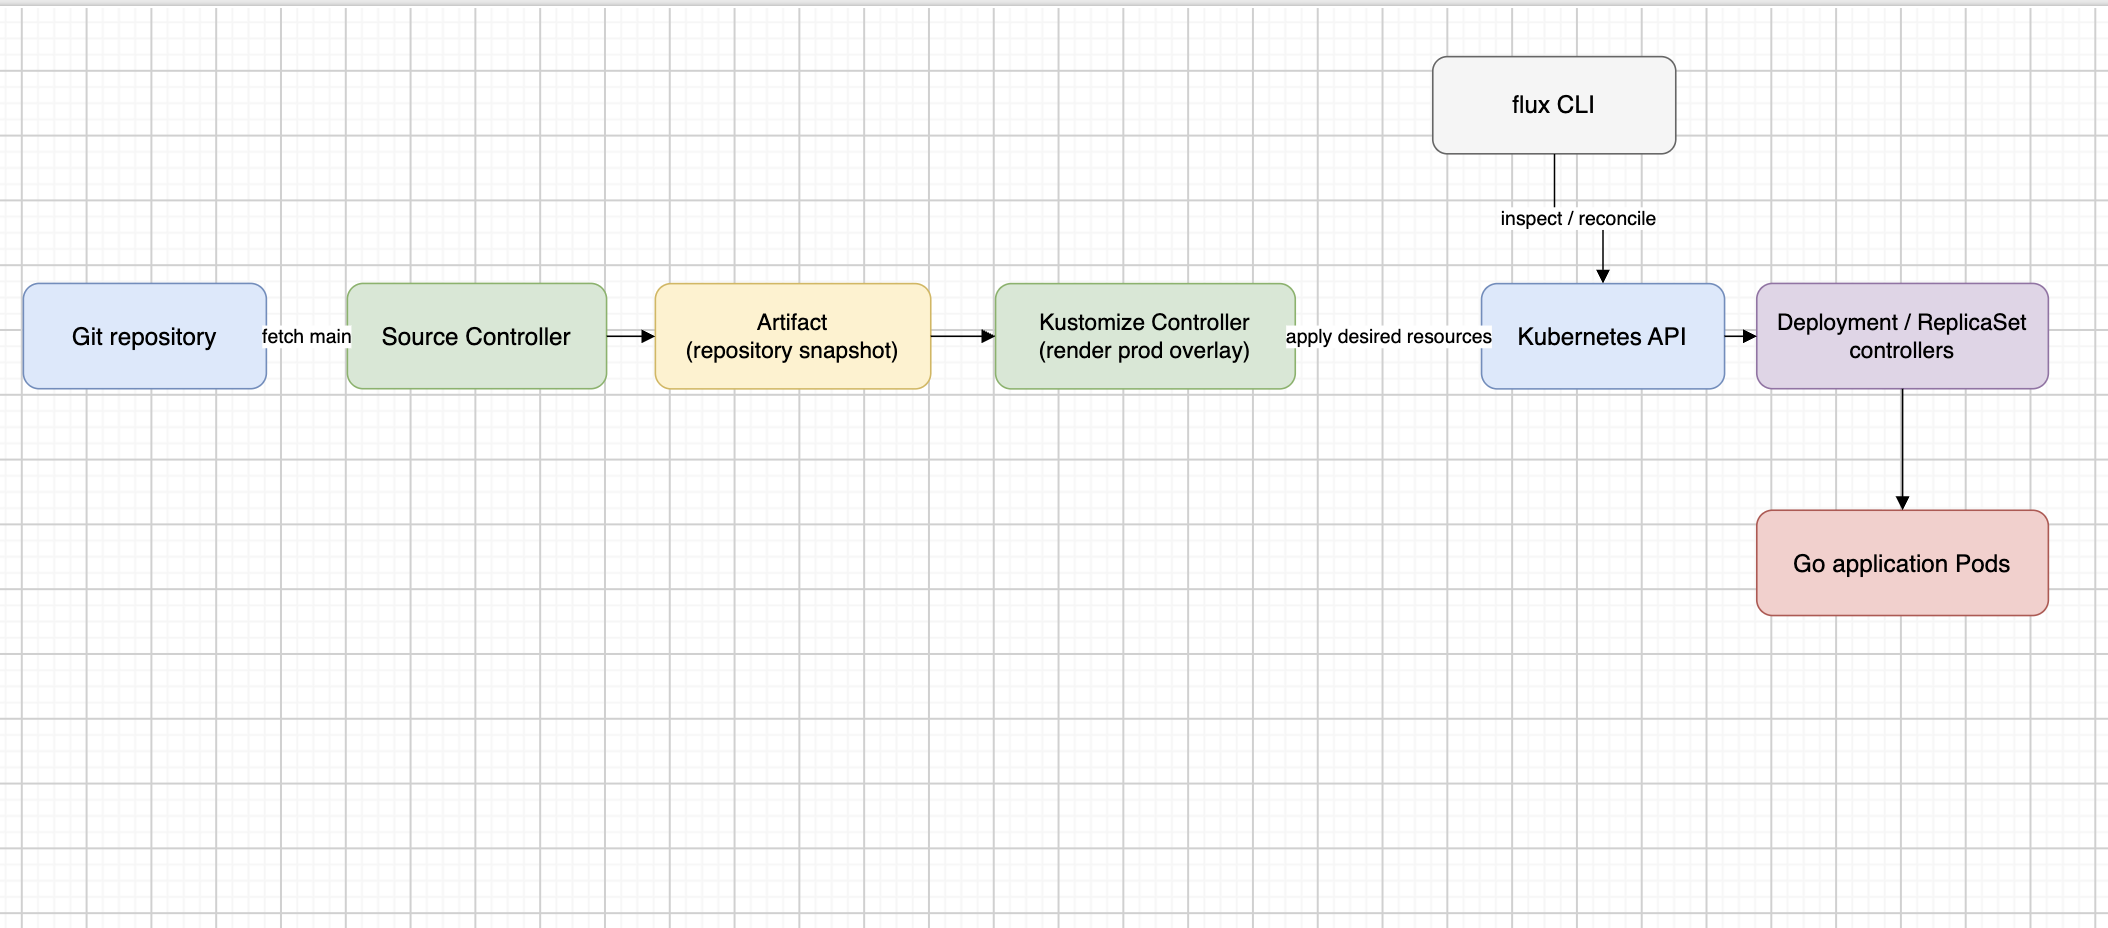 flux CLI
inspect / reconcile
Git repository
fetch main
Source Controller
Artifact
(repository snapshot)
Kustomize Controller
(render prod overlay)
apply desired resources
Kubernetes API
Deployment / ReplicaSet
controllers
Go application Pods